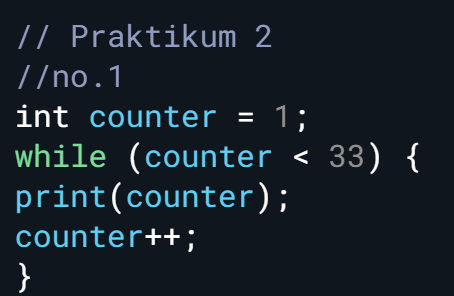 // Praktikum 2
//no.1
int counter = 1;
while (counter < 33) {
print(counter);
counter++;
}